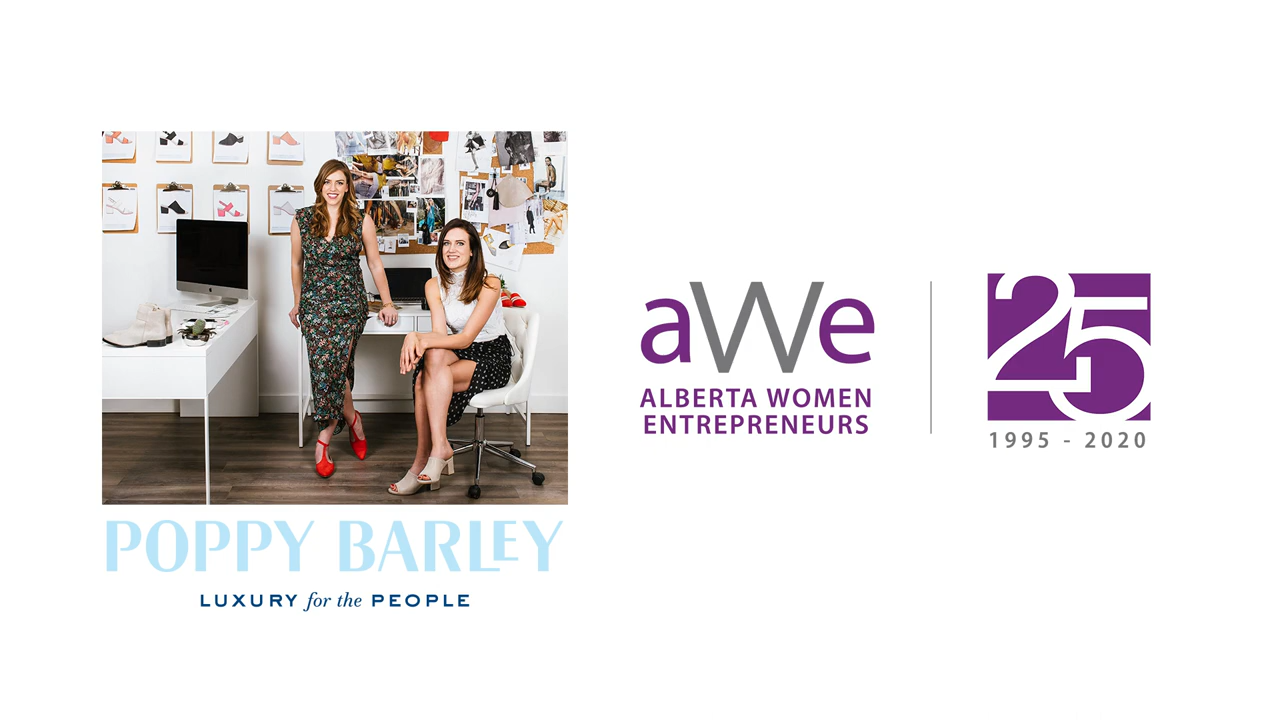 POPPY BARLEY
LUXURY for the PEOPLE
aWe
ALBERTA WOMEN
ENTREPRENEURS
25
1995 - 2020